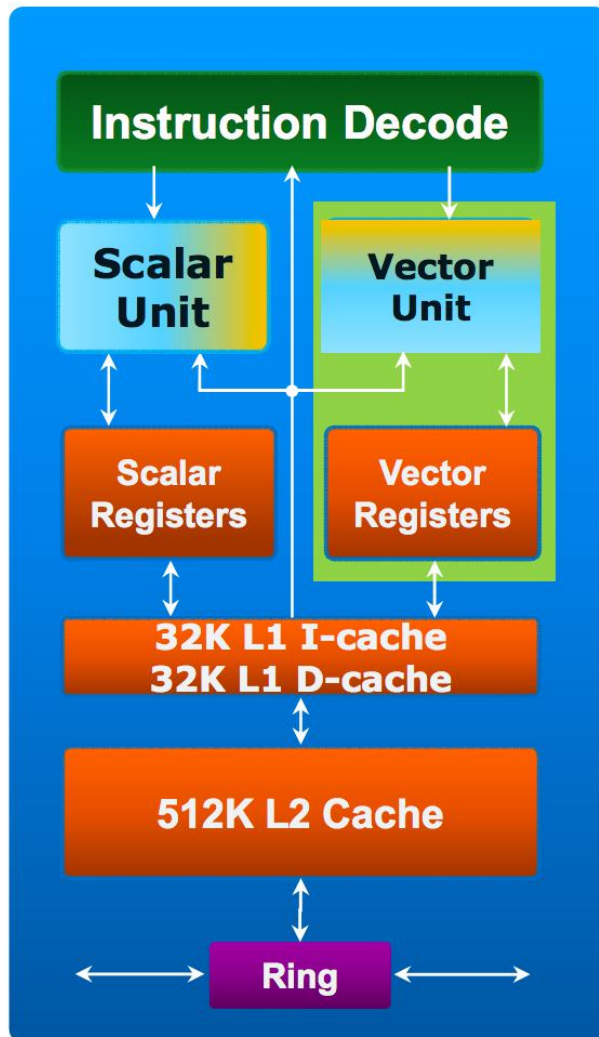 Instruction Decode
Scalar
Unit
Vector
Unit
Scalar
Registers
Vector
Registers
32K L1 I-cache
32K L1 D-cache
512K L2 Cache
Ring